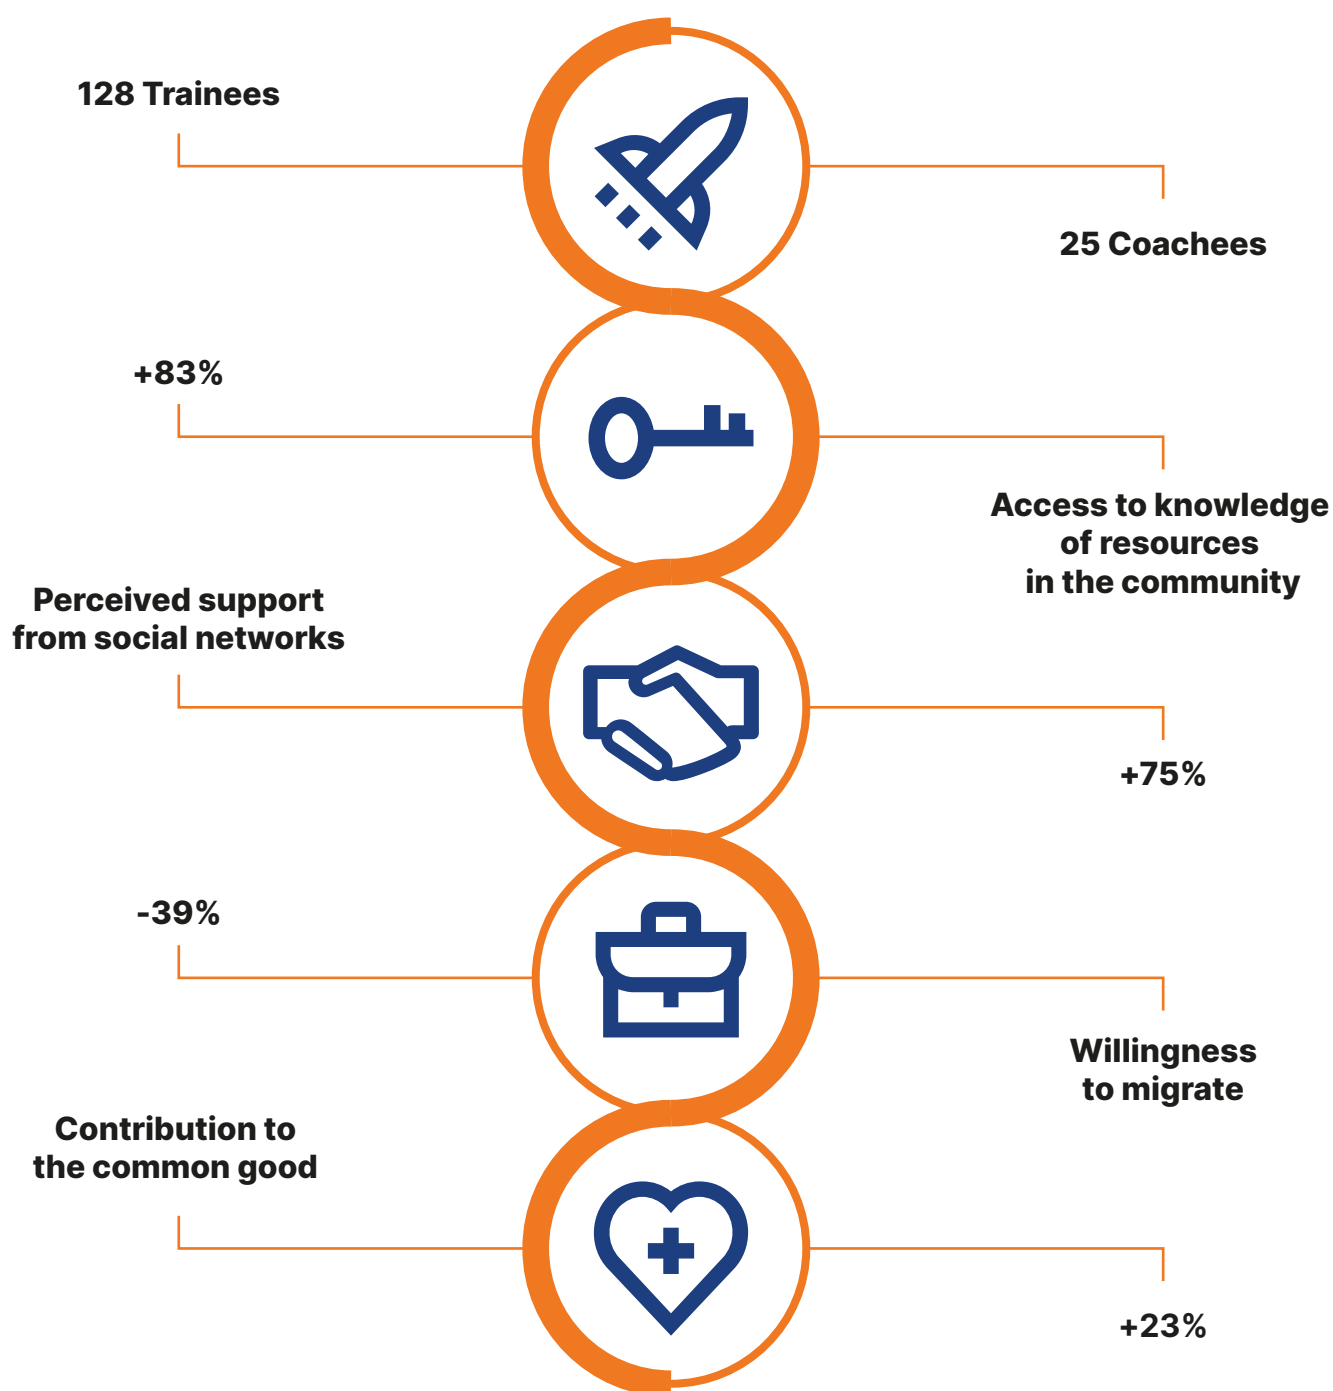 128 Trainees
25 Coachees
+83%
Access to knowledge
of resources
in the community
Perceived support
from social networks
+75%
-39%
Willingness
to migrate
Contribution to
the common good
+23%